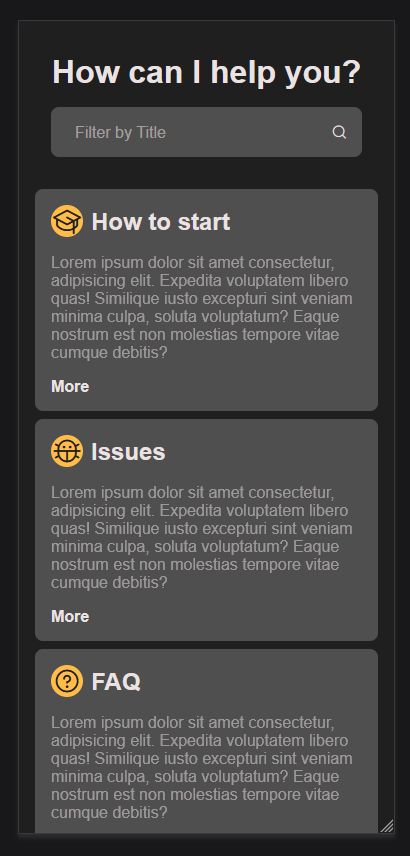 How can I help you?
Filter by Title
How to start
Lorem ipsum dolor sit amet consectetur,
adipisicing elit. Expedita voluptatem libero
quas! Similique iusto excepturi sint veniam
minima culpa, soluta voluptatum? Eaque
nostrum est non molestias tempore vitae
cumque debitis?
More
Issues
Lorem ipsum dolor sit amet consectetur,
adipisicing elit. Expedita voluptatem libero
quas! Similique iusto excepturi sint veniam
minima culpa, soluta voluptatum? Eaque
nostrum est non molestias tempore vitae
cumque debitis?
More
FAQ
Lorem ipsum dolor sit amet consectetur,
adipisicing elit. Expedita voluptatem libero
quas! Similique iusto excepturi sint veniam
minima culpa, soluta voluptatum? Eaque
nostrum est non molestias tempore vitae
cumque debitis?